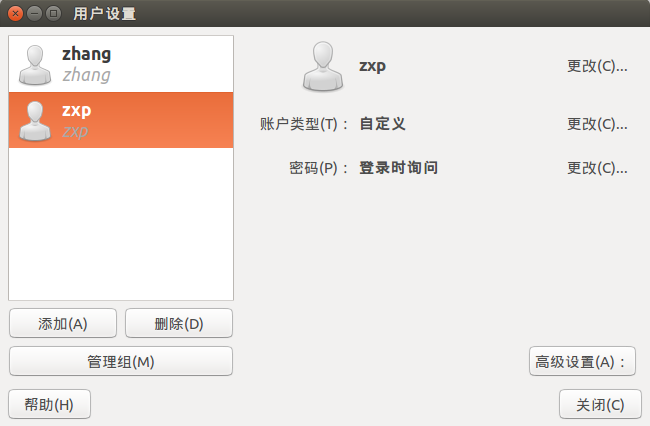 用户设置
zhang
zhang
zxp
zxp
zxp 更改(C)...
账户类型(T)： 自定义 更改(C)...
密码(P)： 登录时询问 更改(C)...
添加(A) 删除(D)
管理组(M) 高级设置(A)：
帮助(H) 关闭(C)